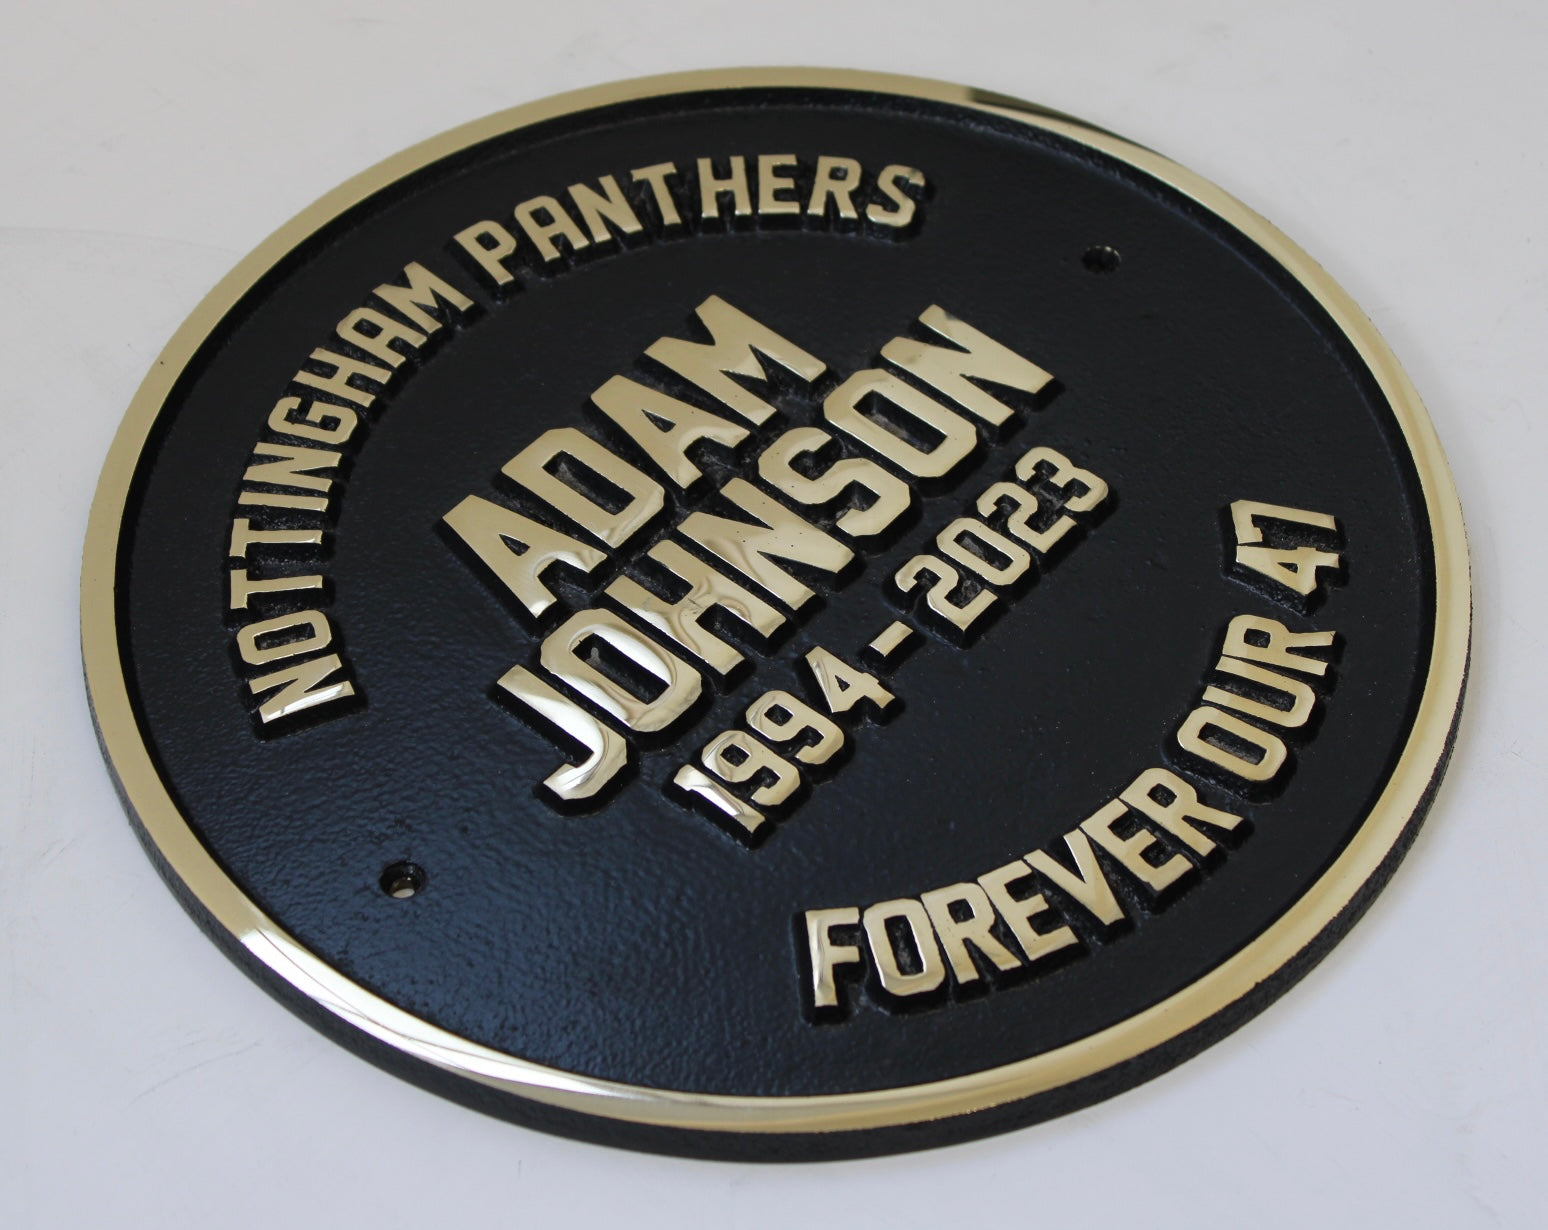 NOTTINGHAM PANTHERS
ADAM
JOHNSON
1994-2023
FOREVER OUR 47